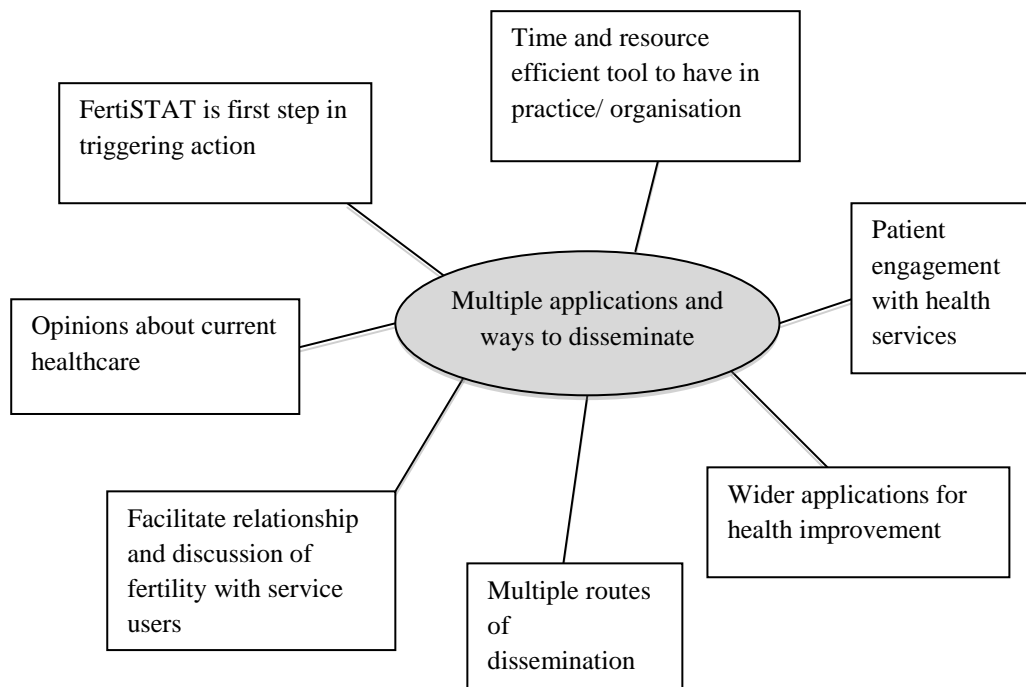 Time and resource
efficient tool to have in
practice/ organisation
FertiSTAT is first step in
triggering action
Patient
engagement
with health
services
Multiple applications and
ways to disseminate
Opinions about current
healthcare
Wider applications for
health improvement
Facilitate relationship
and discussion of
fertility with service
users
Multiple routes
of
dissemination